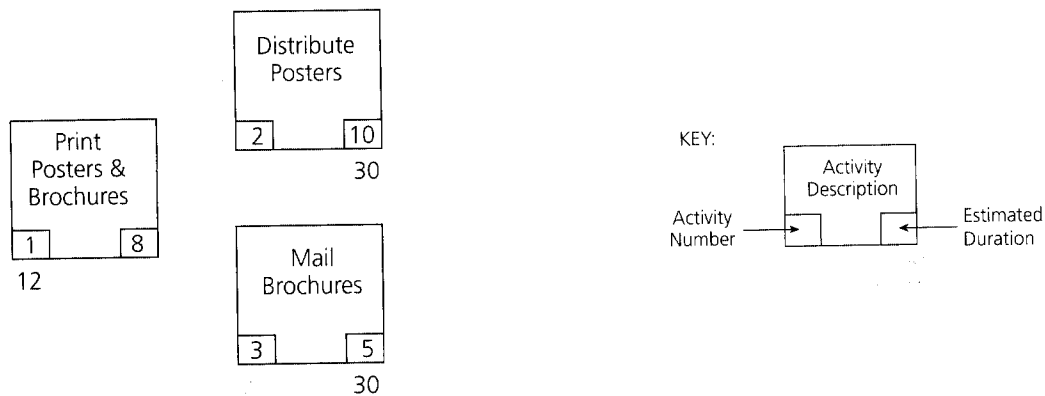 Print
Posters &
Brochures
1 8
12
Distribute
Posters
2 10
30
Mail
Brochures
3 5
30
KEY:
Activity
Description
Activity
Number
Estimated
Duration